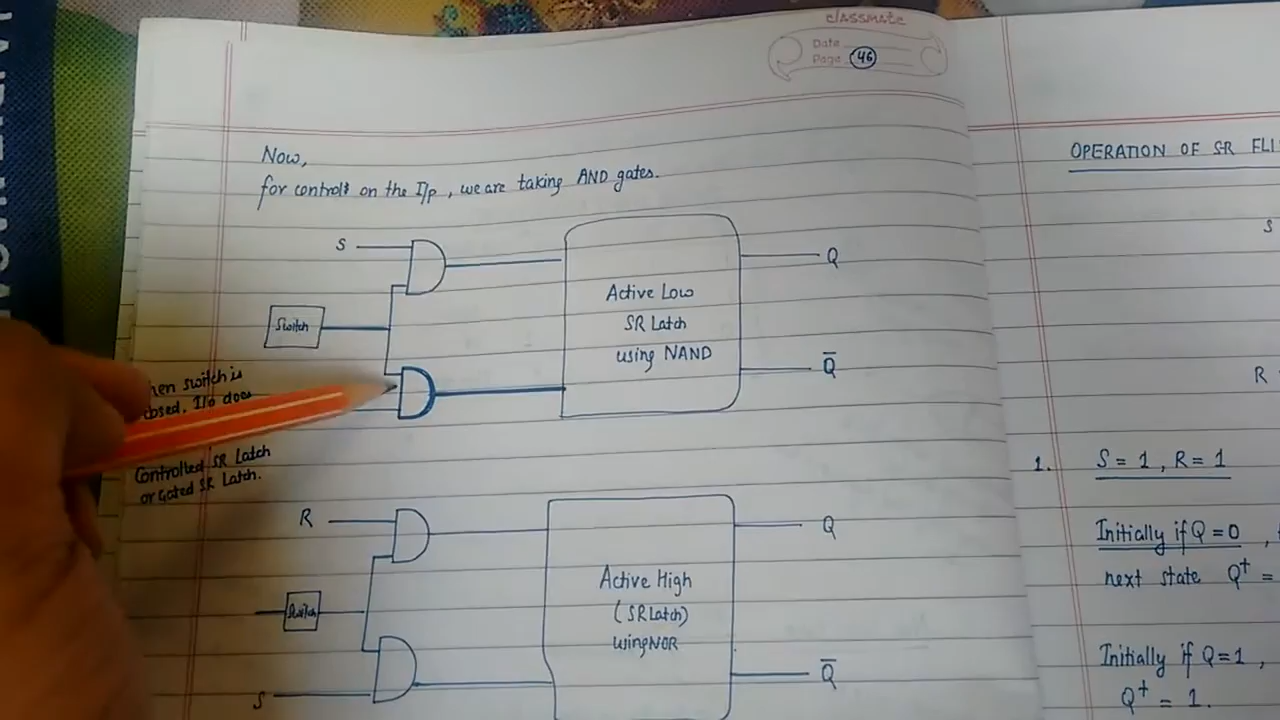 classmate
Date
Page 46
Now,
for controls on the I/p, we are taking AND gates.
S
Switch
Active Low
SR Latch
using NAND
Q
Q̅
hen switch is
losed, I/p does
Controlled SR Latch
or Gated SR Latch.
R
Switch
S
Active High
(SR Latch)
using NOR
Q
Q̅
OPERATION OF SR FLI
S
R
1. S = 1, R = 1
Initially if Q = 0,
next state Q⁺ =
Initially if Q = 1,
Q⁺ = 1.